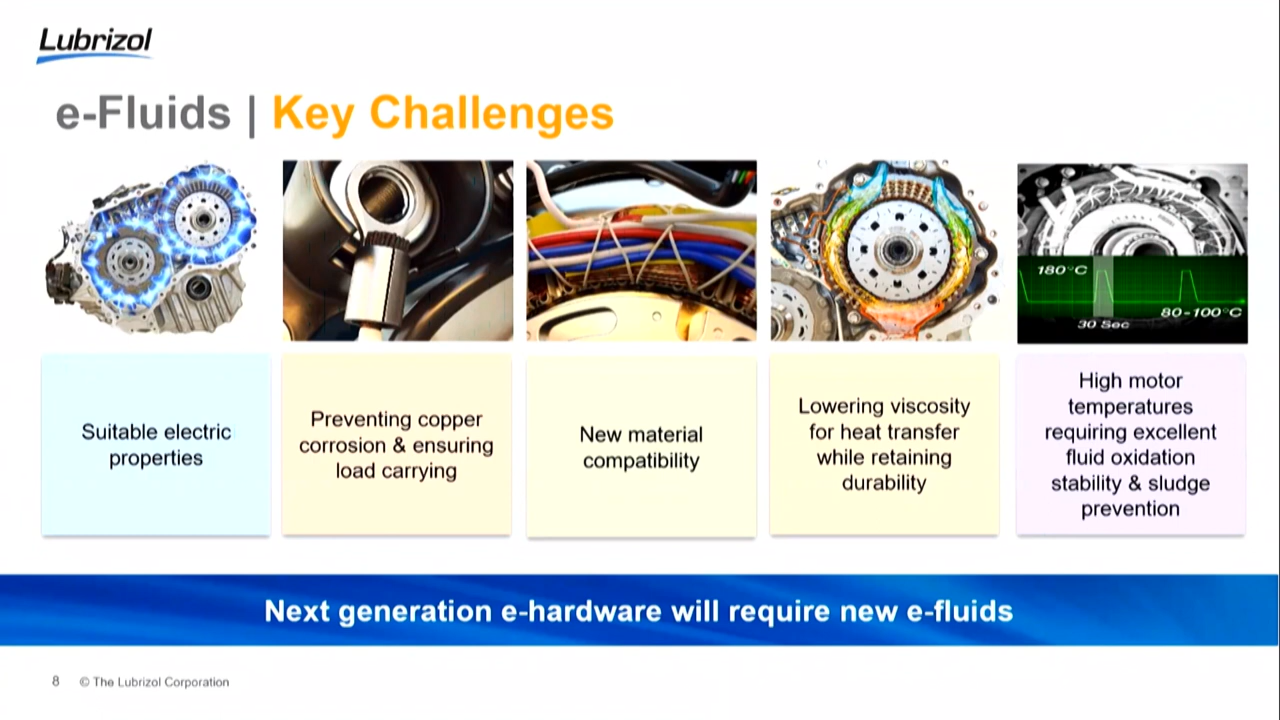 Lubrizol
e-Fluids | Key Challenges
180°C
80-100°C
30 Sec
Suitable electric
properties
Preventing copper
corrosion & ensuring
load carrying
New material
compatibility
Lowering viscosity
for heat transfer
while retaining
durability
High motor
temperatures
requiring excellent
fluid oxidation
stability & sludge
prevention
Next generation e-hardware will require new e-fluids
8 © The Lubrizol Corporation